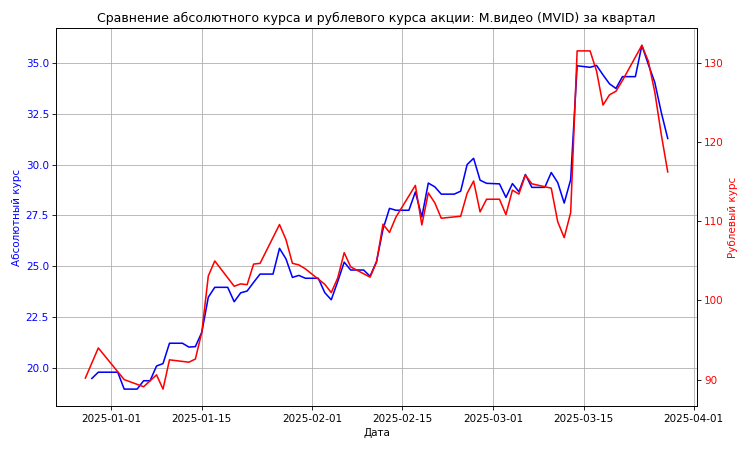 Сравнение абсолютного курса и рублевого курса акции: М.видео (MVID) за квартал
Абсолютный курс
35.0
32.5
30.0
27.5
25.0
22.5
20.0
130
120
110
100
90
Рублевый курс
2025-01-01 2025-01-15 2025-02-01 2025-02-15 2025-03-01 2025-03-15 2025-04-01
Дата